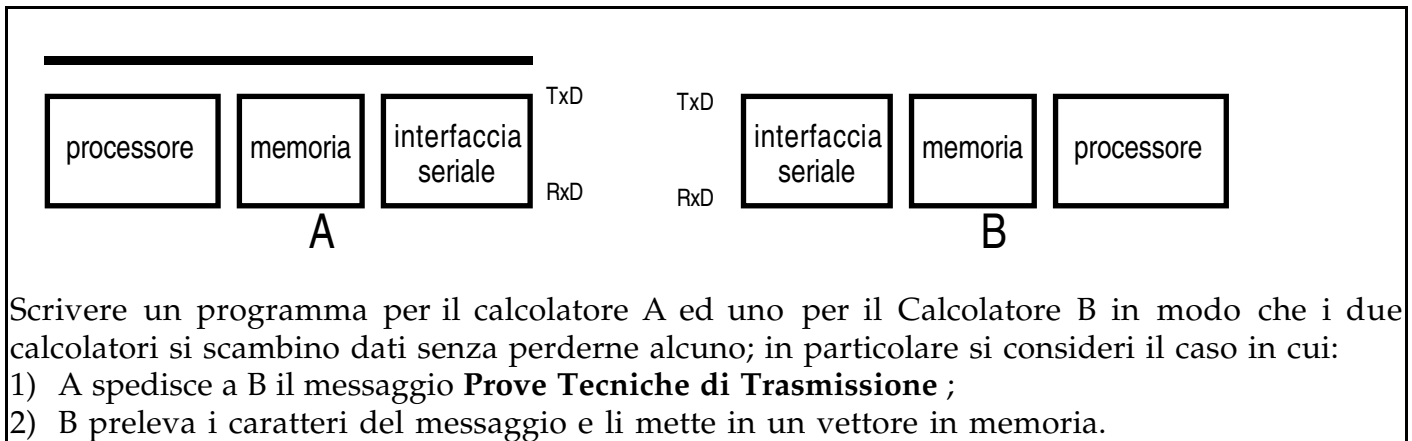 TxD TxD
processore memoria interfaccia seriale interfaccia seriale memoria processore
RxD RxD
A B
Scrivere un programma per il calcolatore A ed uno per il Calcolatore B in modo che i due
calcolatori si scambino dati senza perderne alcuno; in particolare si consideri il caso in cui:
1) A spedisce a B il messaggio Prove Tecniche di Trasmissione ;
2) B preleva i caratteri del messaggio e li mette in un vettore in memoria.